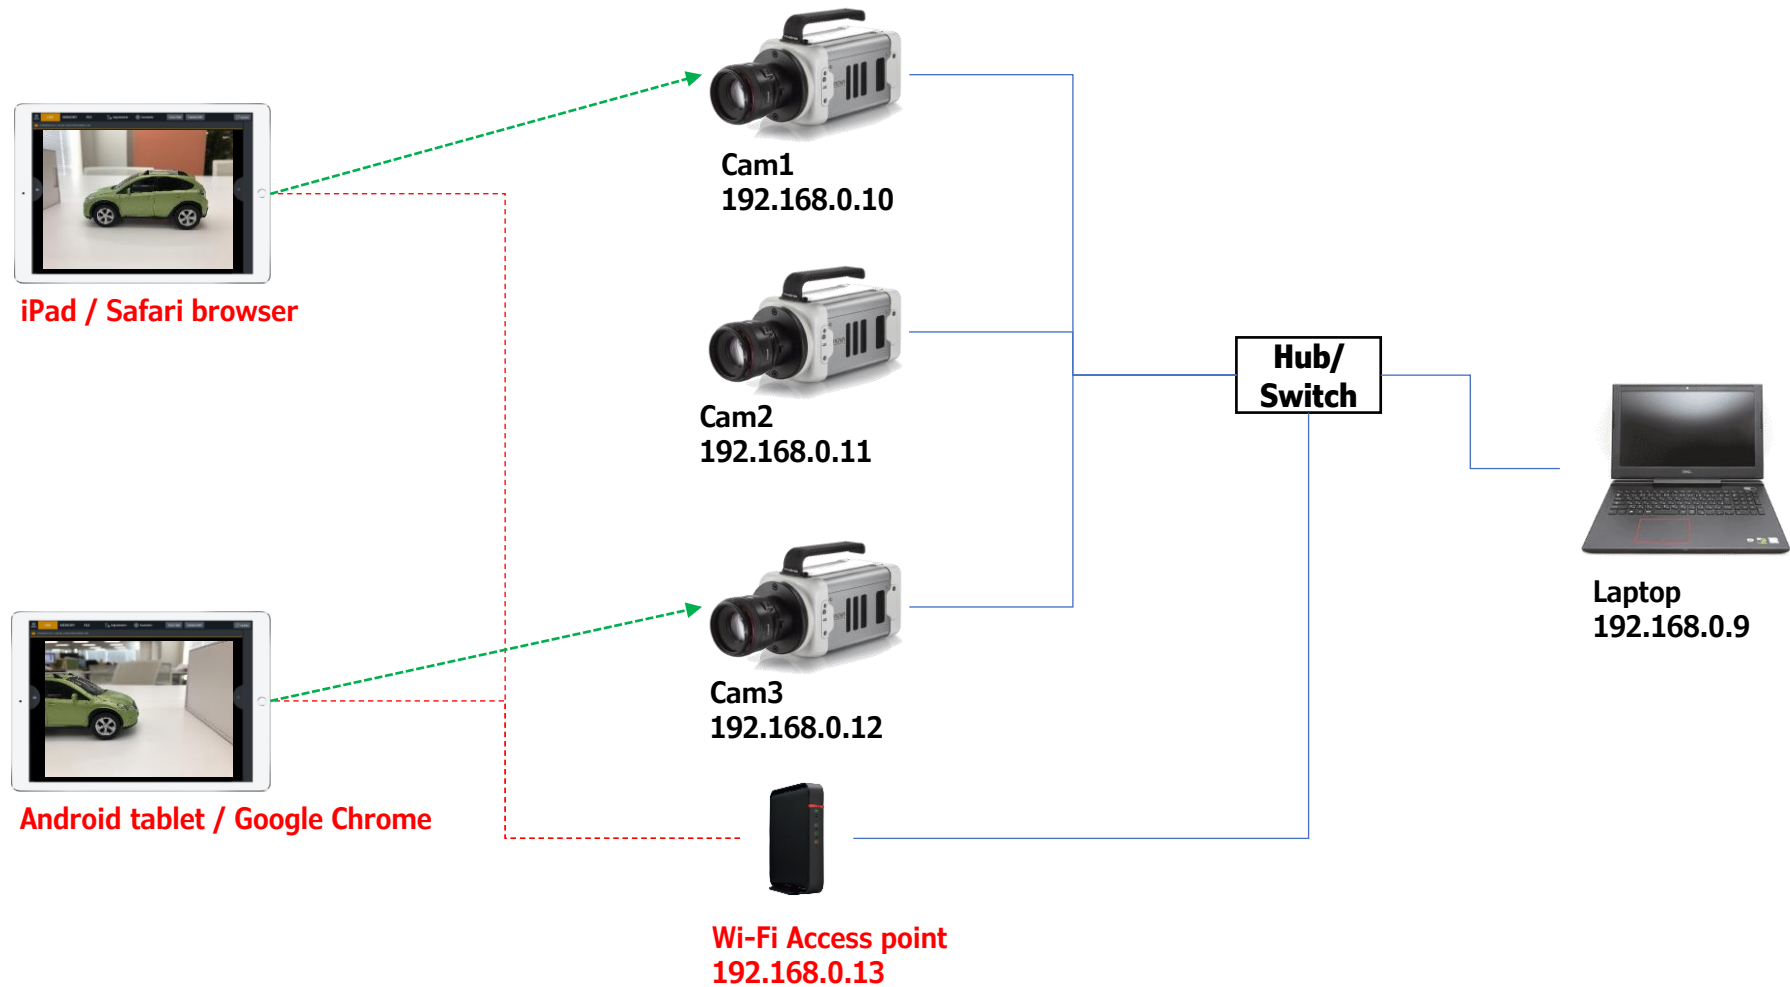 Cam1
192.168.0.10
iPad / Safari browser
Cam2
192.168.0.11
Hub/
Switch
Laptop
192.168.0.9
Cam3
192.168.0.12
Android tablet / Google Chrome
Wi-Fi Access point
192.168.0.13